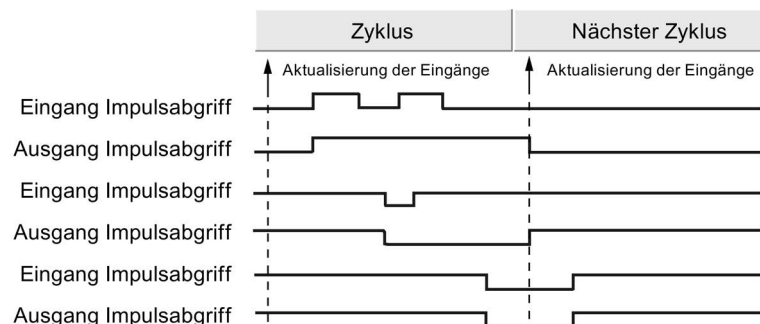 Zyklus
Nächster Zyklus
Aktualisierung der Eingänge
Aktualisierung der Eingänge
Eingang Impulsabgriff
Ausgang Impulsabgriff
Eingang Impulsabgriff
Ausgang Impulsabgriff
Eingang Impulsabgriff
Ausgang Impulsabgriff